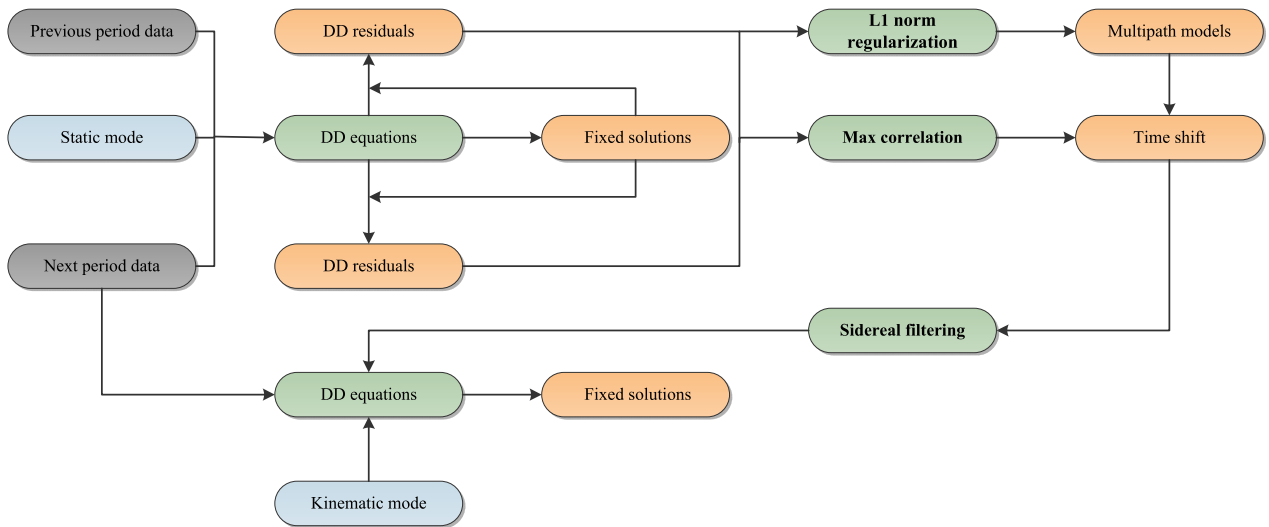 Previous period data
DD residuals
L1 norm
regularization
Multipath models
Static mode
DD equations
Fixed solutions
Max correlation
Time shift
Next period data
DD residuals
Sidereal filtering
DD equations
Fixed solutions
Kinematic mode